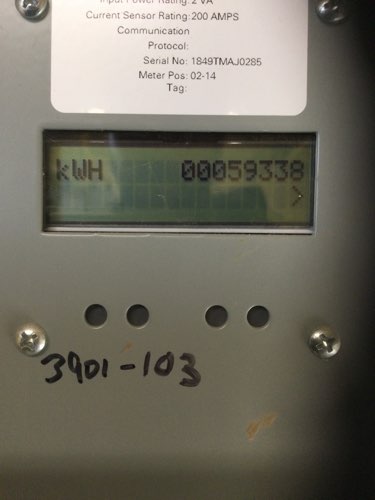 Input Power Rating: 2 VA
Current Sensor Rating: 200 AMPS
Communication
Protocol:
Serial No: 1849TMAJ0285
Meter Pos: 02-14
Tag:
kWH 00059338
>
3901-103